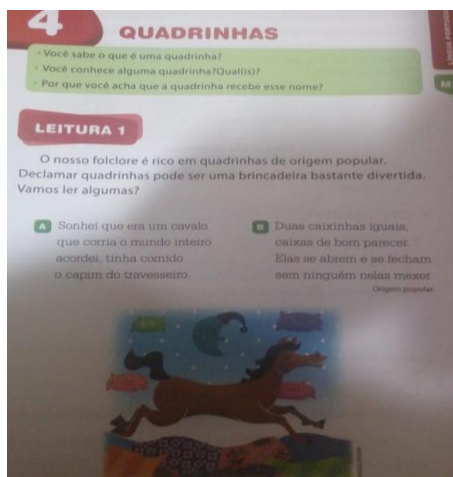 4
QUADRINHAS
• Você sabe o que é uma quadrinha?
• Você conhece alguma quadrinha?Qual(is)?
• Por que você acha que a quadrinha recebe esse nome?
LEITURA 1
O nosso folclore é rico em quadrinhas de origem popular.
Declamar quadrinhas pode ser uma brincadeira bastante divertida.
Vamos ler algumas?
A Sonhei que era um cavalo
que corria o mundo inteiro
acordei, tinha comido
o capim do travesseiro.
B Duas caixinhas iguais,
caixas de bom parecer.
Elas se abrem e se fecham
sem ninguém nelas mexer
Origem popular.